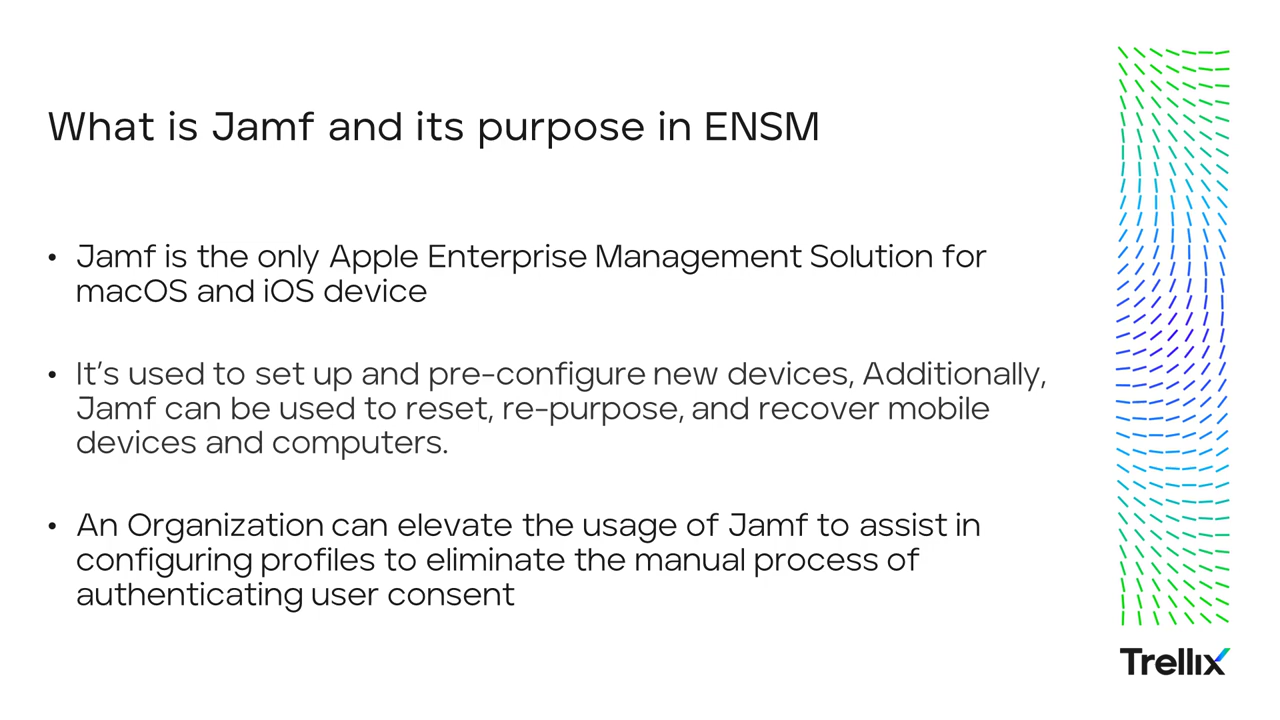 What is Jamf and its purpose in ENSM
• Jamf is the only Apple Enterprise Management Solution for
macOS and iOS device
• It’s used to set up and pre-configure new devices, Additionally,
Jamf can be used to reset, re-purpose, and recover mobile
devices and computers.
• An Organization can elevate the usage of Jamf to assist in
configuring profiles to eliminate the manual process of
authenticating user consent
Trellix